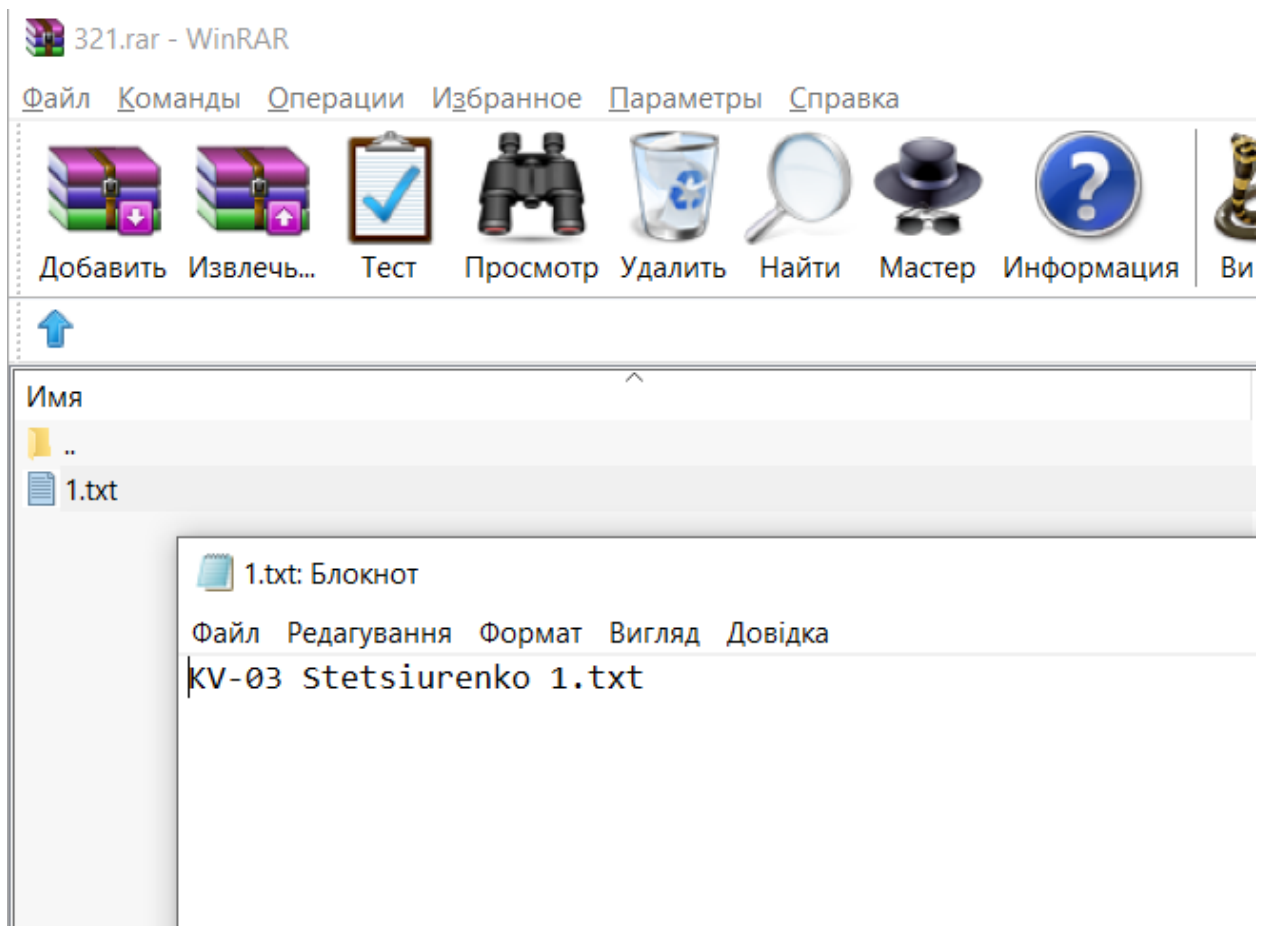 321.rar - WinRAR
Файл Команды Операции Избранное Параметры Справка
Добавить Извлечь... Тест Просмотр Удалить Найти Мастер Информация Ви
Имя
..
1.txt
1.txt: Блокнот
Файл Редагування Формат Вигляд Довідка
KV-03 Stetsiurenko 1.txt